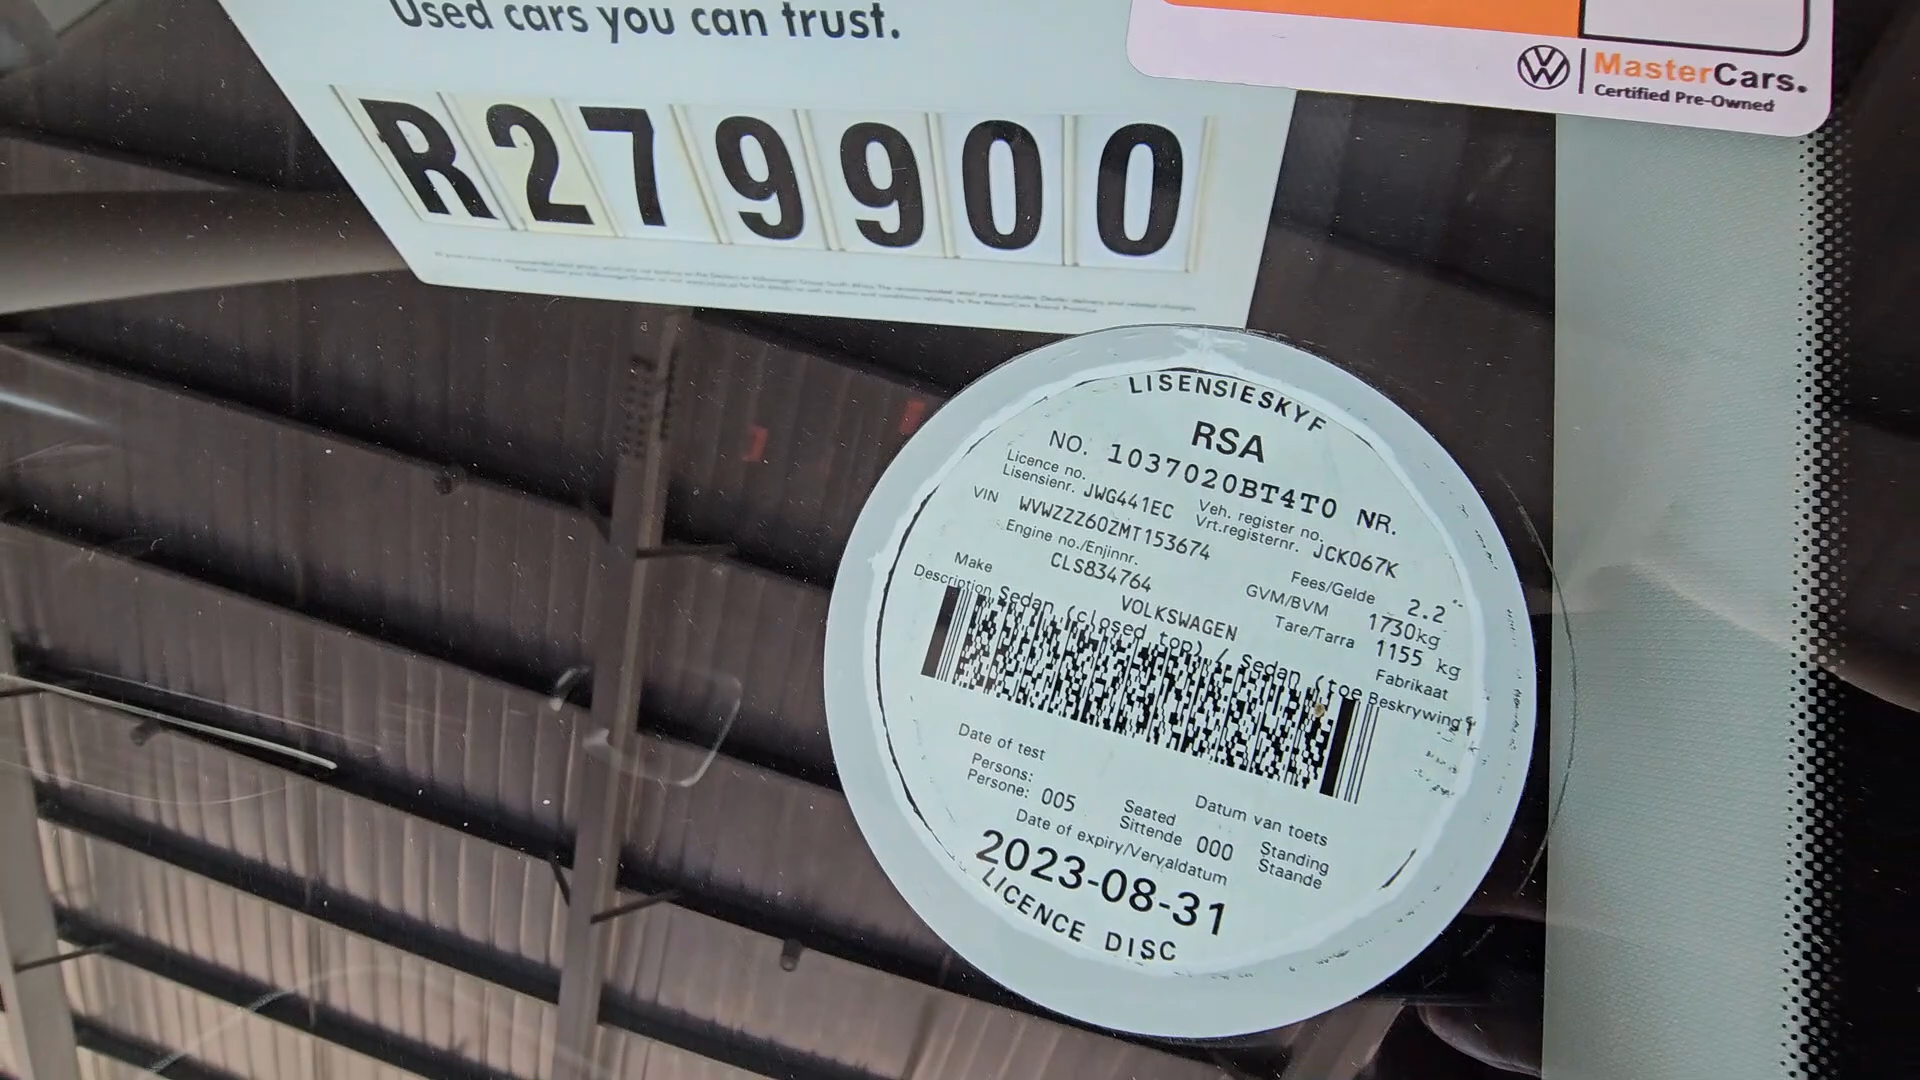 Used cars you can trust.
R279900
MasterCars.
Certified Pre-Owned
LISENSIESKYF
RSA
NO. 1037020BT4T0 NR.
Licence no.
Lisensienr. JWG441EC
Veh. register no.
Vrt.registernr. JCK067K
VIN WVWZZZ60ZMT153674
Engine no./Enjinnr.
CLS834764
Fees/Gelde 2.2
GVM/BVM 1730kg
Tare/Tarra 1155 kg
Make VOLKSWAGEN Fabrikaat
Description Sedan (closed top) / Sedan (toe Beskrywing
Date of test Datum van toets
Persons:
Persone: 005
Seated
Sittende 000
Standing
Staande
Date of expiry/Vervaldatum
2023-08-31
LICENCE DISC